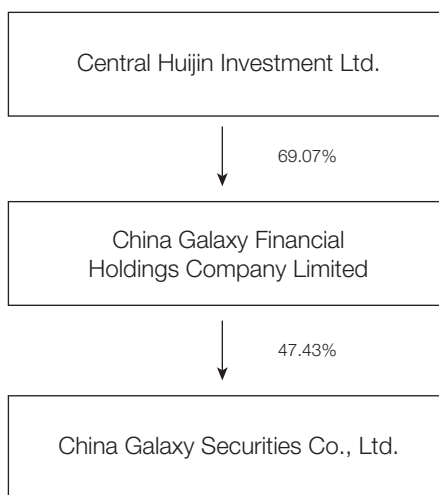 Central Huijin Investment Ltd.
69.07%
China Galaxy Financial
Holdings Company Limited
47.43%
China Galaxy Securities Co., Ltd.